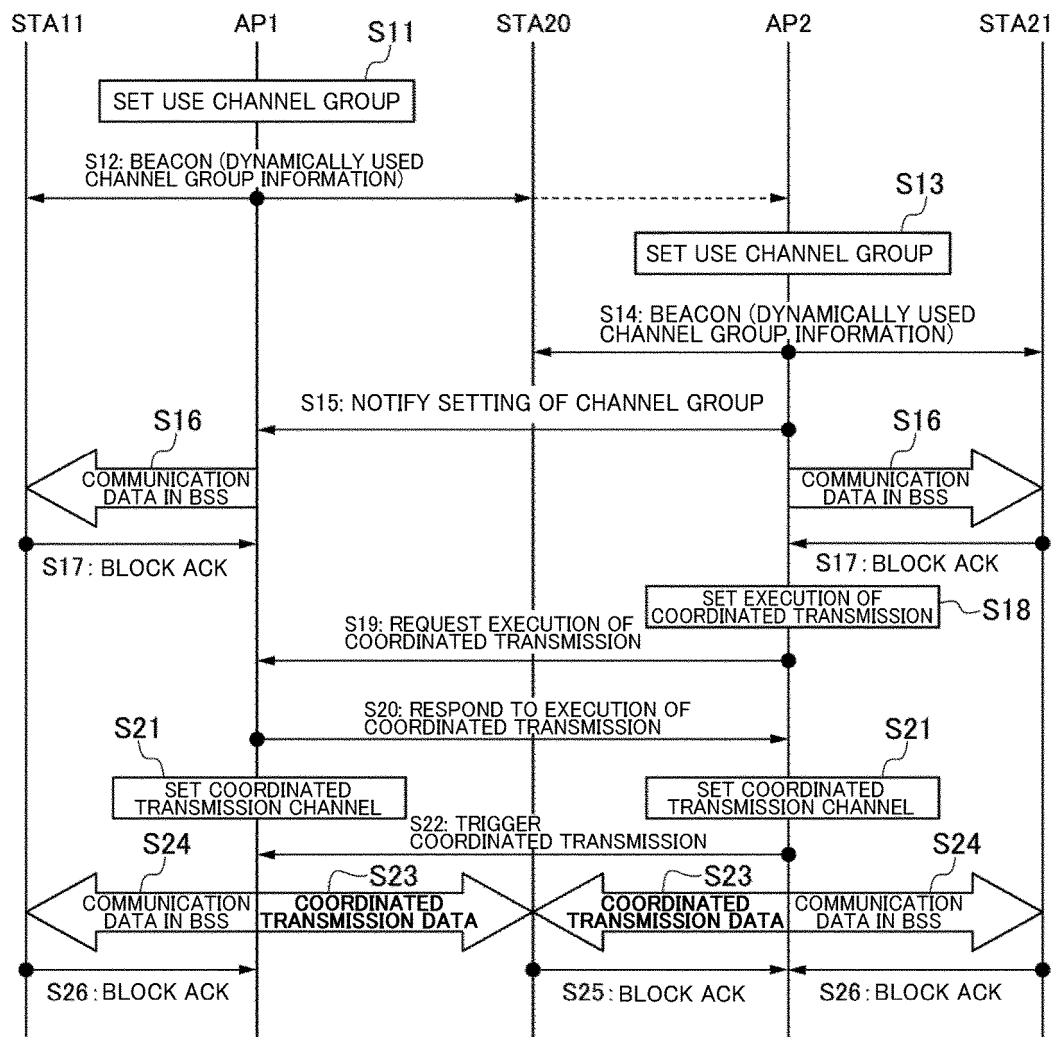 STA11 AP1 STA20 AP2 STA21
S11
SET USE CHANNEL GROUP
S12: BEACON (DYNAMICALLY USED
CHANNEL GROUP INFORMATION)
S13
SET USE CHANNEL GROUP
S14: BEACON (DYNAMICALLY USED
CHANNEL GROUP INFORMATION)
S15: NOTIFY SETTING OF CHANNEL GROUP
S16
COMMUNICATION
DATA IN BSS
S16
COMMUNICATION
DATA IN BSS
S17: BLOCK ACK
S17: BLOCK ACK
SET EXECUTION OF
COORDINATED TRANSMISSION
S18
S19: REQUEST EXECUTION OF
COORDINATED TRANSMISSION
S20: RESPOND TO EXECUTION OF
COORDINATED TRANSMISSION
S21
SET COORDINATED
TRANSMISSION CHANNEL
S21
SET COORDINATED
TRANSMISSION CHANNEL
S22: TRIGGER
COORDINATED TRANSMISSION
S24
COMMUNICATION
DATA IN BSS
S23
COORDINATED
TRANSMISSION DATA
S23
COORDINATED
TRANSMISSION DATA
S24
COMMUNICATION
DATA IN BSS
S26: BLOCK ACK
S25: BLOCK ACK
S26: BLOCK ACK